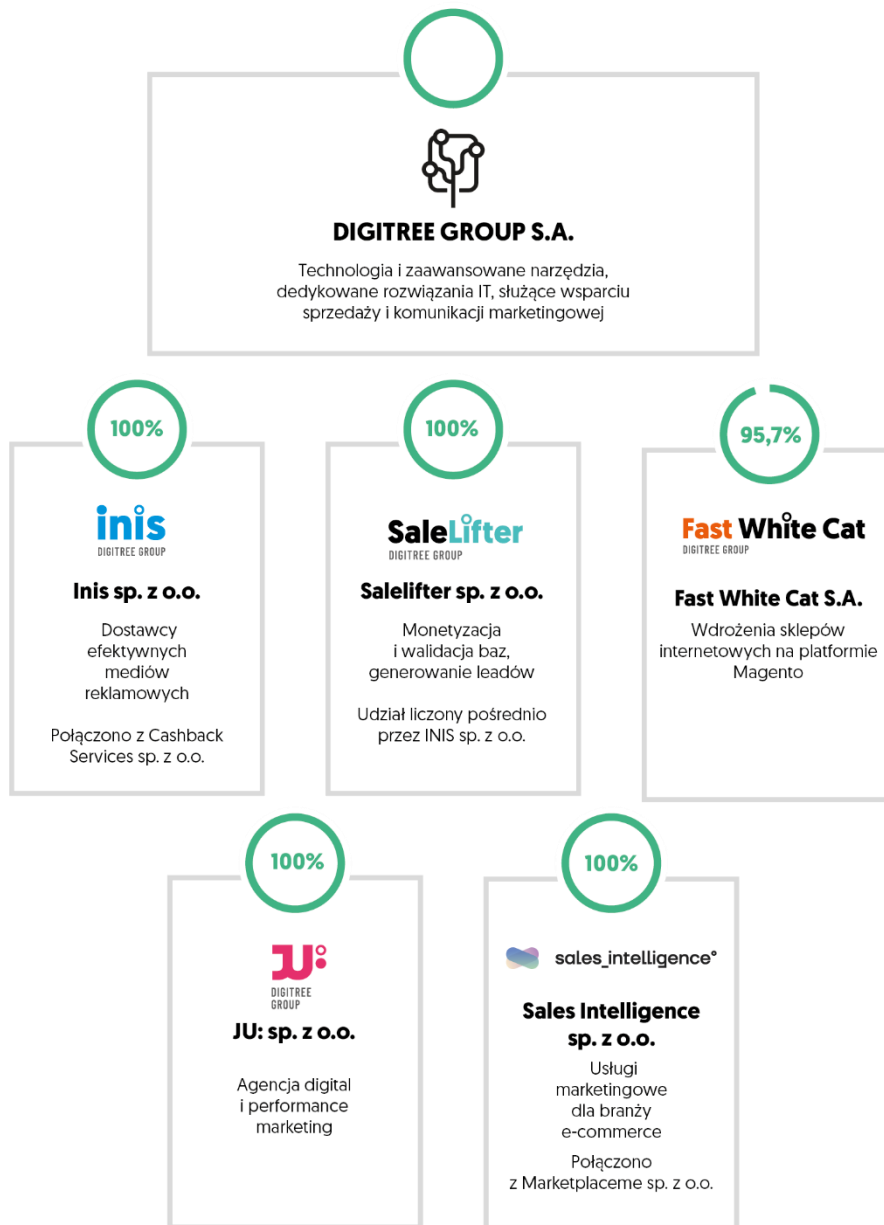 DIGITREE GROUP S.A.
Technologia i zaawansowane narzędzia,
dedykowane rozwiązania IT, służące wsparciu
sprzedaży i komunikacji marketingowej
100%
inis
DIGITREE GROUP
Inis sp. z o.o.
Dostawcy
efektywnych
mediów
reklamowych
Połączono z Cashback
Services sp. z o.o.
100%
SaleLifter
DIGITREE GROUP
Salelifter sp. z o.o.
Monetyzacja
i walidacja baz,
generowanie leadów
Udział liczony pośrednio
przez INIS sp. z o.o.
95,7%
Fast White Cat
DIGITREE GROUP
Fast White Cat S.A.
Wdrożenia sklepów
internetowych na platformie
Magento
100%
JU:
DIGITREE
GROUP
JU: sp. z o.o.
Agencja digital
i performance
marketing
100%
sales_intelligence°
Sales Intelligence
sp. z o.o.
Usługi
marketingowe
dla branży
e-commerce
Połączono
z Marketplaceme sp. z o.o.